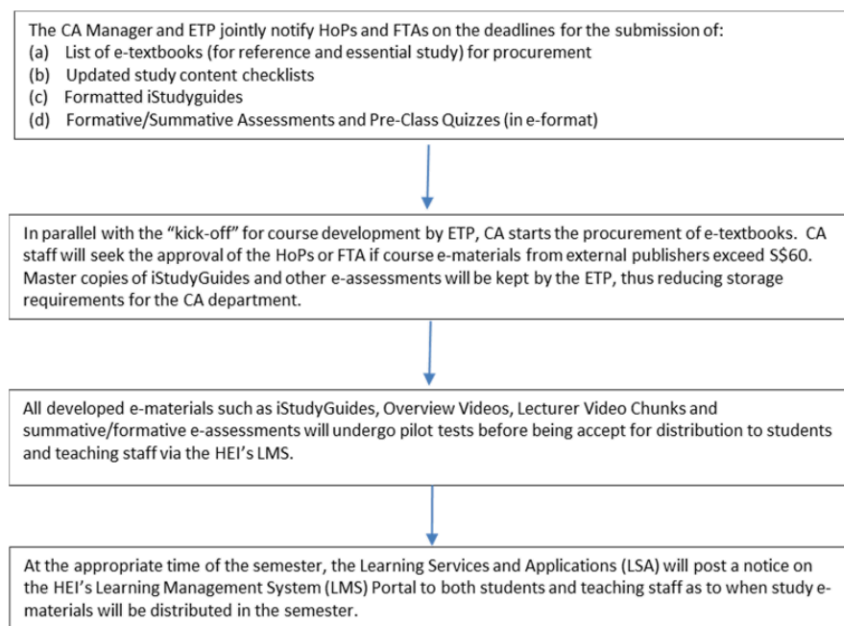 The CA Manager and ETP jointly notify HoPs and FTAs on the deadlines for the submission of:
(a) List of e-textbooks (for reference and essential study) for procurement
(b) Updated study content checklists
(c) Formatted iStudyguides
(d) Formative/Summative Assessments and Pre-Class Quizzes (in e-format)
In parallel with the “kick-off” for course development by ETP, CA starts the procurement of e-textbooks. CA
staff will seek the approval of the HoPs or FTA if course e-materials from external publishers exceed S$60.
Master copies of iStudyGuides and other e-assessments will be kept by the ETP, thus reducing storage
requirements for the CA department.
All developed e-materials such as iStudyGuides, Overview Videos, Lecturer Video Chunks and
summative/formative e-assessments will undergo pilot tests before being accept for distribution to students
and teaching staff via the HEI’s LMS.
At the appropriate time of the semester, the Learning Services and Applications (LSA) will post a notice on
the HEI’s Learning Management System (LMS) Portal to both students and teaching staff as to when study e-
materials will be distributed in the semester.